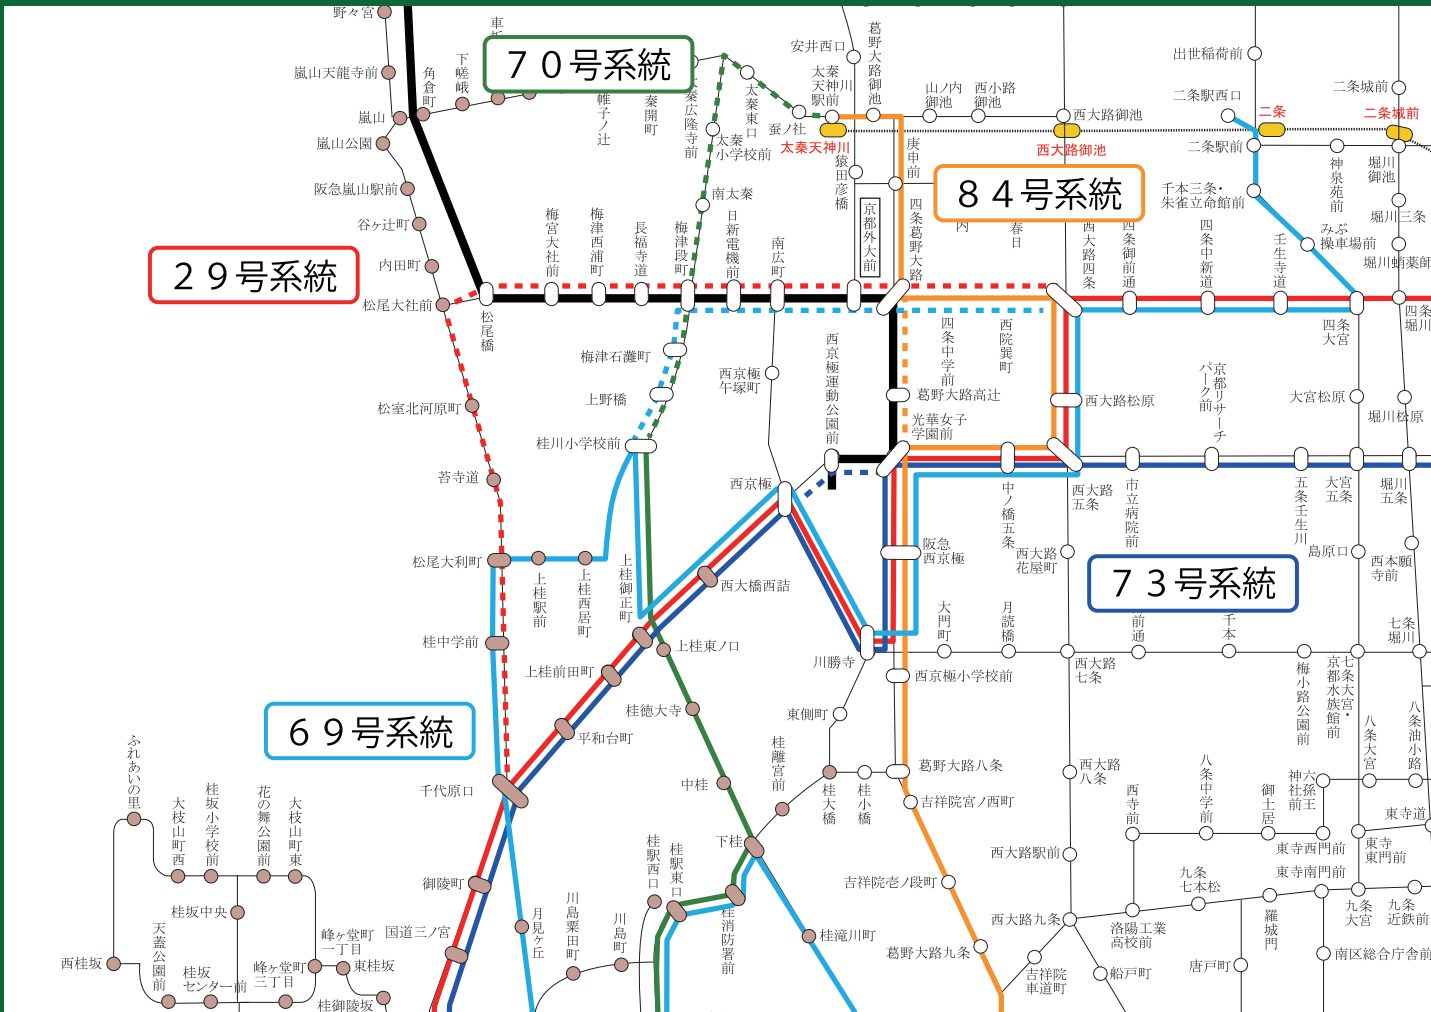 野々宮
嵐山天龍寺前
嵐山
嵐山公園
阪急嵐山駅前
谷ヶ辻町
内田町
松尾大社前
角倉町
下嵯峨
70号系統
帷子ノ辻
太秦広隆寺前
太秦東口
蚕ノ社
太秦小学校前
南太秦
安井西口
太秦天神川駅前
葛野大路御池
太秦天神川
山ノ内御池
西小路御池
西大路御池
西大路御池
出世稲荷前
二条駅西口
二条
二条城前
二条城前
二条駅前
神泉苑前
堀川御池
千本三条・朱雀立命館前
堀川三条
みぶ操車場前
堀川蛸薬師
猿田彦橋
庚申前
京都外大前
四条葛野大路
84号系統
春日
西大路四条
四条御前通
四条中新道
壬生寺道
四条大宮
四条堀川
29号系統
松尾橋
梅宮大社前
梅津西浦町
長福寺道
梅津段町
日新電機前
南広町
梅津石灘町
上野橋
桂川小学校前
西京極午塚町
西京極運動公園前
四条中学前
西院巽町
葛野大路高辻
光華女子学園前
西大路松原
京都リサーチパーク前
大宮松原
堀川松原
松室北河原町
苔寺道
松尾大利町
西京極
上桂駅前
上桂西居町
上桂御正町
西大橋西詰
中ノ橋五条
西大路五条
市立病院前
五条壬生川
大宮五条
堀川五条
阪急西京極
西大路花屋町
島原口
西本願寺前
73号系統
桂中学前
上桂東ノ口
上桂前田町
川勝寺
大門町
月読橋
西大路七条
前通
千本
梅小路公園前
七条大宮・京都水族館前
七条堀川
西京極小学校前
69号系統
桂徳大寺
平和台町
東側町
桂離宮前
桂大橋
桂小橋
葛野大路八条
吉祥院宮ノ西町
西大路八条
八条中学前
西寺前
御土居
六孫王神社前
八条大宮
八条油小路
東寺道
東寺西門前
東寺東門前
千代原口
中桂
下桂
桂駅西口
桂駅東口
桂消防署前
桂滝川町
吉祥院壱ノ段町
西大路駅前
九条七本松
東寺南門前
九条大宮
九条近鉄前
西大路九条
洛陽工業高校前
羅城門
葛野大路九条
吉祥院車道町
船戸町
唐戸町
南区総合庁舎前
御陵町
国道三ノ宮
月見ヶ丘
川島粟田町
川島町
ふれあいの里
大枝山町西
桂坂小学校前
花の舞公園前
大枝山町東
桂坂中央
西桂坂
天蓋公園前
桂坂センター前
峰ヶ堂町三丁目
峰ヶ堂町一丁目
東桂坂
桂御陵坂